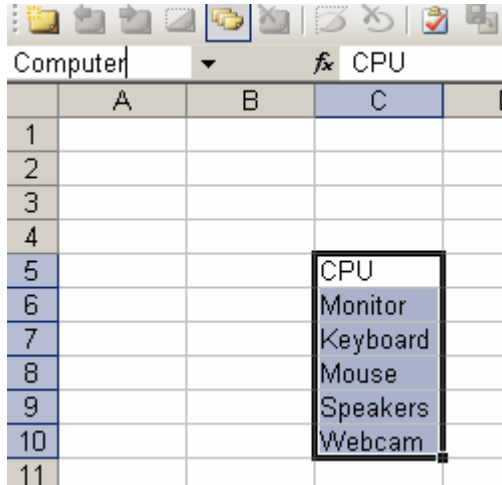 Computer fx CPU
A B C
1
2
3
4
5 CPU
6 Monitor
7 Keyboard
8 Mouse
9 Speakers
10 Webcam
11